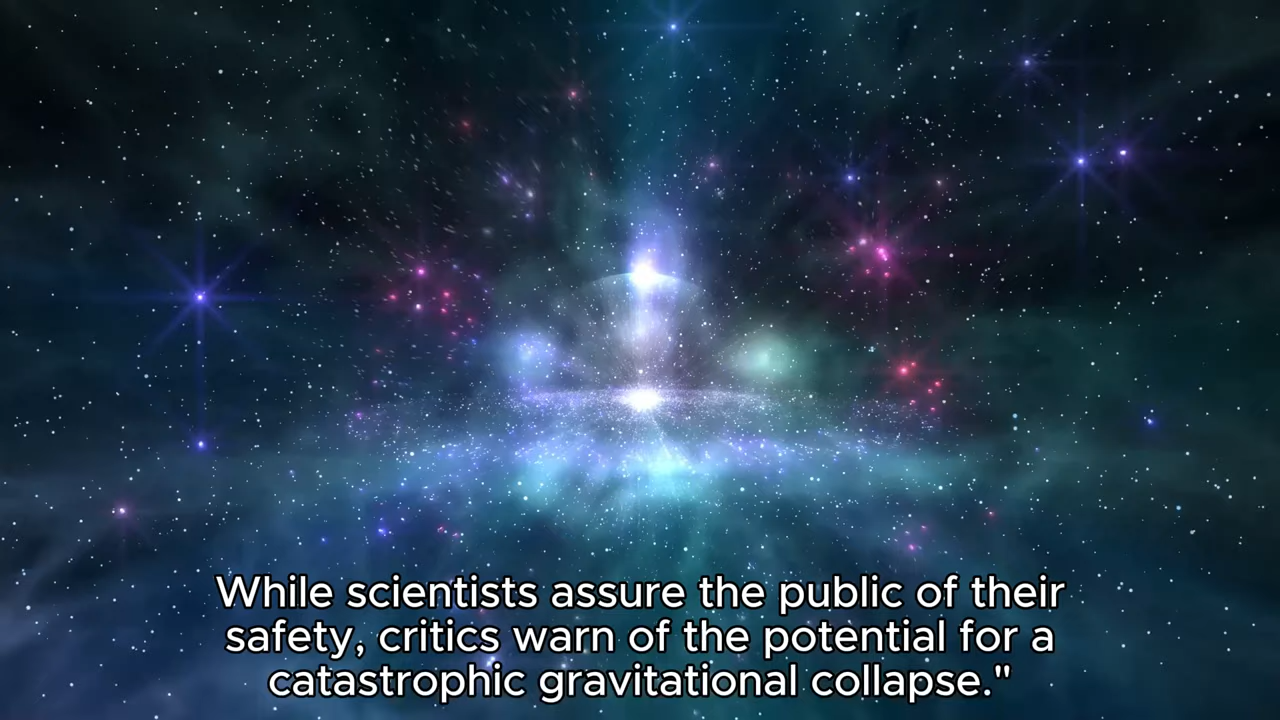 While scientists assure the public of their
safety, critics warn of the potential for a
catastrophic gravitational collapse."